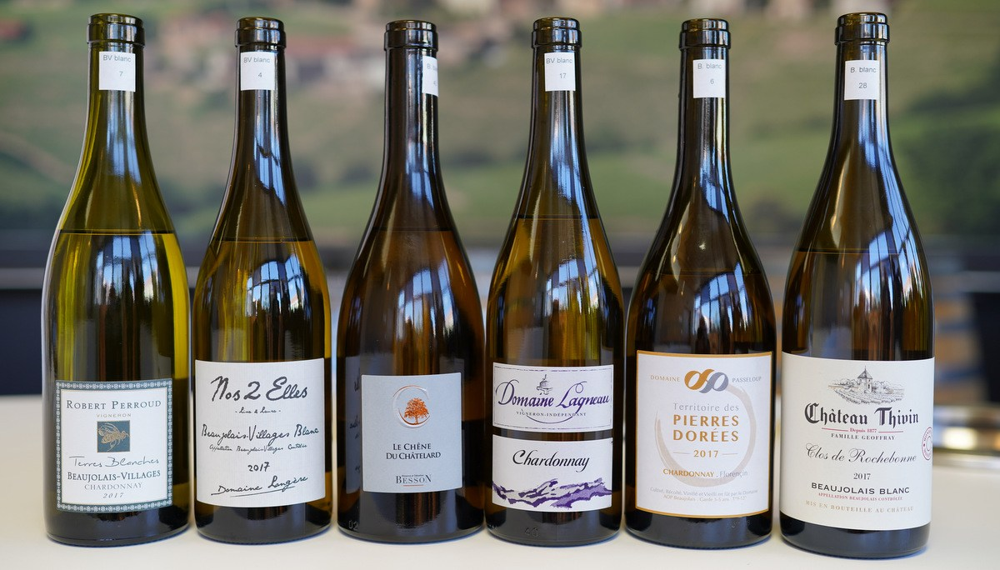 BV blanc
7
ROBERT PERROUD
VIGNERON
Terres Blanches
BEAUJOLAIS-VILLAGES
CHARDONNAY
2017
BV blanc
4
Nos 2 Elles
Beaujolais-Villages Blanc
Appellation Beaujolais-Villages Contrôlée
2017
Domaine Longère
B. blanc
LE CHÊNE
DU CHÂTELARD
BESSON
02
BV blanc
17
Domaine Lagneau
VIGNERON-INDÉPENDANT
Chardonnay
B. blanc
6
DOMAINE PASSELOUP
Territoire des
PIERRES
DORÉES
2017
CHARDONNAY - Florençin
B. blanc
28
Château Thivin
Depuis 1877
FAMILLE GEOFFRAY
Clos de Rochebonne
2017
BEAUJOLAIS BLANC
APPELLATION BEAUJOLAIS CONTRÔLÉE
MIS EN BOUTEILLE AU CHÂTEAU